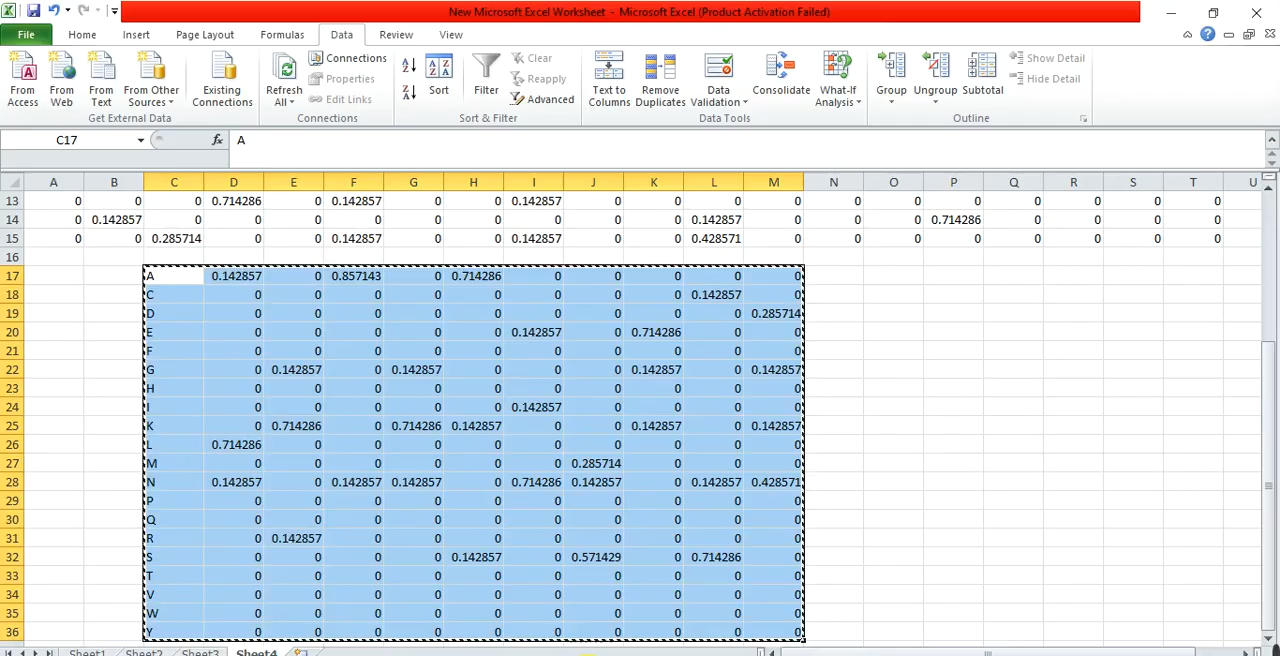 New Microsoft Excel Worksheet - Microsoft Excel (Product Activation Failed)
File Home Insert Page Layout Formulas Data Review View
From Access From Web From Text From Other Sources Existing Connections Refresh All Connections Properties Edit Links Sort Filter Clear Reapply Advanced Text to Columns Remove Duplicates Data Validation Consolidate What-If Analysis Group Ungroup Subtotal Show Detail Hide Detail
Get External Data Connections Sort & Filter Data Tools Outline
C17 fx A
A B C D E F G H I J K L M N O P Q R S T U
13 0 0 0 0.714286 0 0.142857 0 0 0.142857 0 0 0 0 0 0 0 0 0 0 0
14 0 0.142857 0 0 0 0 0 0 0 0 0 0.142857 0 0 0 0.714286 0 0 0 0
15 0 0 0.285714 0 0 0.142857 0 0 0.142857 0 0 0.428571 0 0 0 0 0 0 0 0
16
17 A 0.142857 0 0.857143 0 0.714286 0 0 0 0 0
18 C 0 0 0 0 0 0 0 0 0.142857 0
19 D 0 0 0 0 0 0 0 0 0 0.285714
20 E 0 0 0 0 0 0.142857 0 0.714286 0 0
21 F 0 0 0 0 0 0 0 0 0 0
22 G 0 0.142857 0 0.142857 0 0 0 0.142857 0 0.142857
23 H 0 0 0 0 0 0 0 0 0 0
24 I 0 0 0 0 0 0.142857 0 0 0 0
25 K 0 0.714286 0 0.714286 0.142857 0 0 0.142857 0 0.142857
26 L 0.714286 0 0 0 0 0 0 0 0 0
27 M 0 0 0 0 0 0 0.285714 0 0 0
28 N 0.142857 0 0.142857 0.142857 0 0.714286 0.142857 0 0.142857 0.428571
29 P 0 0 0 0 0 0 0 0 0 0
30 Q 0 0 0 0 0 0 0 0 0 0
31 R 0 0.142857 0 0 0 0 0 0 0 0
32 S 0 0 0 0 0.142857 0 0.571429 0 0.714286 0
33 T 0 0 0 0 0 0 0 0 0 0
34 V 0 0 0 0 0 0 0 0 0 0
35 W 0 0 0 0 0 0 0 0 0 0
36 Y 0 0 0 0 0 0 0 0 0 0
Sheet1 Sheet2 Sheet3 Sheet4